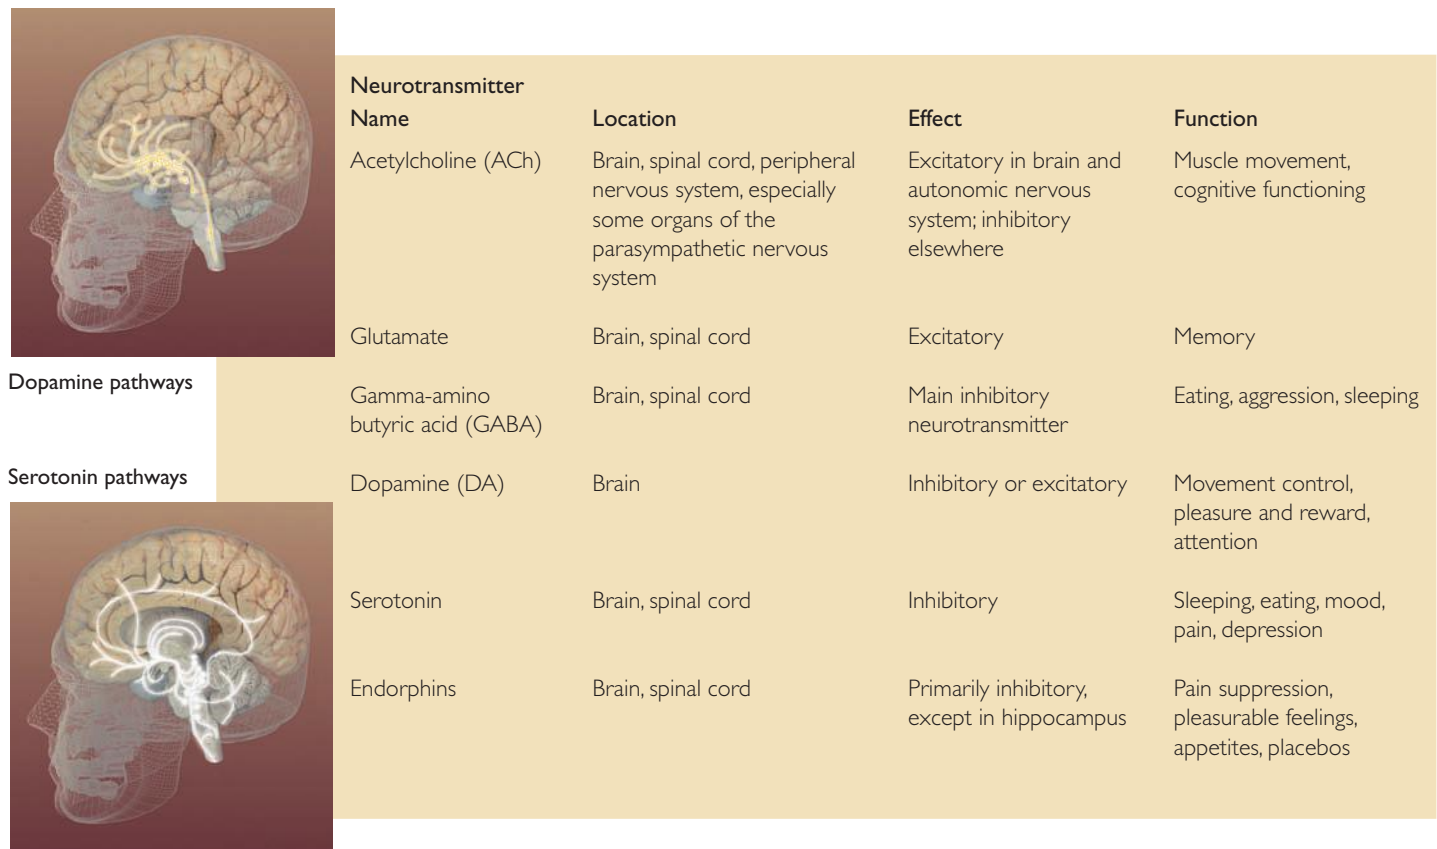 Neurotransmitter
Name Location Effect Function
Acetylcholine (ACh) Brain, spinal cord, peripheral Excitatory in brain and Muscle movement,
nervous system, especially autonomic nervous cognitive functioning
some organs of the system; inhibitory
parasympathetic nervous elsewhere
system
Glutamate Brain, spinal cord Excitatory Memory
Dopamine pathways
Gamma-amino Brain, spinal cord Main inhibitory Eating, aggression, sleeping
butyric acid (GABA) neurotransmitter
Serotonin pathways
Dopamine (DA) Brain Inhibitory or excitatory Movement control,
pleasure and reward,
attention
Serotonin Brain, spinal cord Inhibitory Sleeping, eating, mood,
pain, depression
Endorphins Brain, spinal cord Primarily inhibitory, Pain suppression,
except in hippocampus pleasurable feelings,
appetites, placebos